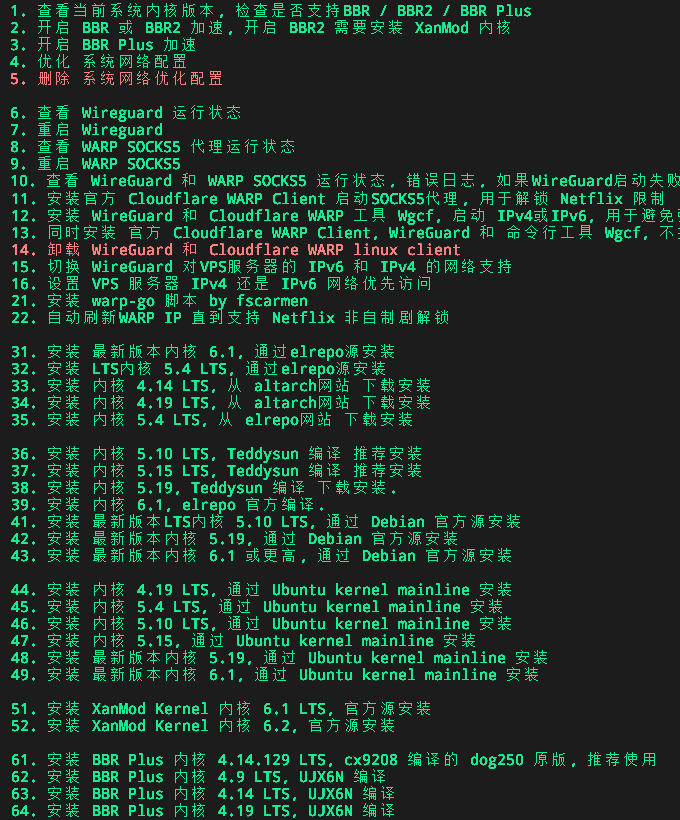 1. 查看当前系统内核版本, 检查是否支持BBR / BBR2 / BBR Plus
2. 开启 BBR 或 BBR2 加速, 开启 BBR2 需要安装 XanMod 内核
3. 开启 BBR Plus 加速
4. 优化 系统网络配置
5. 删除 系统网络优化配置
6. 查看 Wireguard 运行状态
7. 重启 Wireguard
8. 查看 WARP SOCKS5 代理运行状态
9. 重启 WARP SOCKS5
10. 查看 WireGuard 和 WARP SOCKS5 运行状态, 错误日志, 如果WireGuard启动失败
11. 安装官方 Cloudflare WARP Client 启动SOCKS5代理, 用于解锁 Netflix 限制
12. 安装 WireGuard 和 Cloudflare WARP 工具 Wgcf, 启动 IPv4或IPv6, 用于避免
13. 同时安装 官方 Cloudflare WARP Client, WireGuard 和 命令行工具 Wgcf, 不
14. 卸载 WireGuard 和 Cloudflare WARP linux client
15. 切换 WireGuard 对VPS服务器的 IPv6 和 IPv4 的网络支持
16. 设置 VPS 服务器 IPv4 还是 IPv6 网络优先访问
21. 安装 warp-go 脚本 by fscarmen
22. 自动刷新WARP IP 直到支持 Netflix 非自制剧解锁
31. 安装 最新版本内核 6.1, 通过elrepo源安装
32. 安装 LTS内核 5.4 LTS, 通过elrepo源安装
33. 安装 内核 4.14 LTS, 从 altarch网站 下载安装
34. 安装 内核 4.19 LTS, 从 altarch网站 下载安装
35. 安装 内核 5.4 LTS, 从 elrepo网站 下载安装
36. 安装 内核 5.10 LTS, Teddysun 编译 推荐安装
37. 安装 内核 5.15 LTS, Teddysun 编译 推荐安装
38. 安装 内核 5.19, Teddysun 编译 下载安装.
39. 安装 内核 6.1, elrepo 官方编译.
41. 安装 最新版本LTS内核 5.10 LTS, 通过 Debian 官方源安装
42. 安装 最新版本内核 5.19, 通过 Debian 官方源安装
43. 安装 最新版本内核 6.1 或更高, 通过 Debian 官方源安装
44. 安装 内核 4.19 LTS, 通过 Ubuntu kernel mainline 安装
45. 安装 内核 5.4 LTS, 通过 Ubuntu kernel mainline 安装
46. 安装 内核 5.10 LTS, 通过 Ubuntu kernel mainline 安装
47. 安装 内核 5.15, 通过 Ubuntu kernel mainline 安装
48. 安装 最新版本内核 5.19, 通过 Ubuntu kernel mainline 安装
49. 安装 最新版本内核 6.1, 通过 Ubuntu kernel mainline 安装
51. 安装 XanMod Kernel 内核 6.1 LTS, 官方源安装
52. 安装 XanMod Kernel 内核 6.2, 官方源安装
61. 安装 BBR Plus 内核 4.14.129 LTS, cx9208 编译的 dog250 原版, 推荐使用
62. 安装 BBR Plus 内核 4.9 LTS, UJX6N 编译
63. 安装 BBR Plus 内核 4.14 LTS, UJX6N 编译
64. 安装 BBR Plus 内核 4.19 LTS, UJX6N 编译